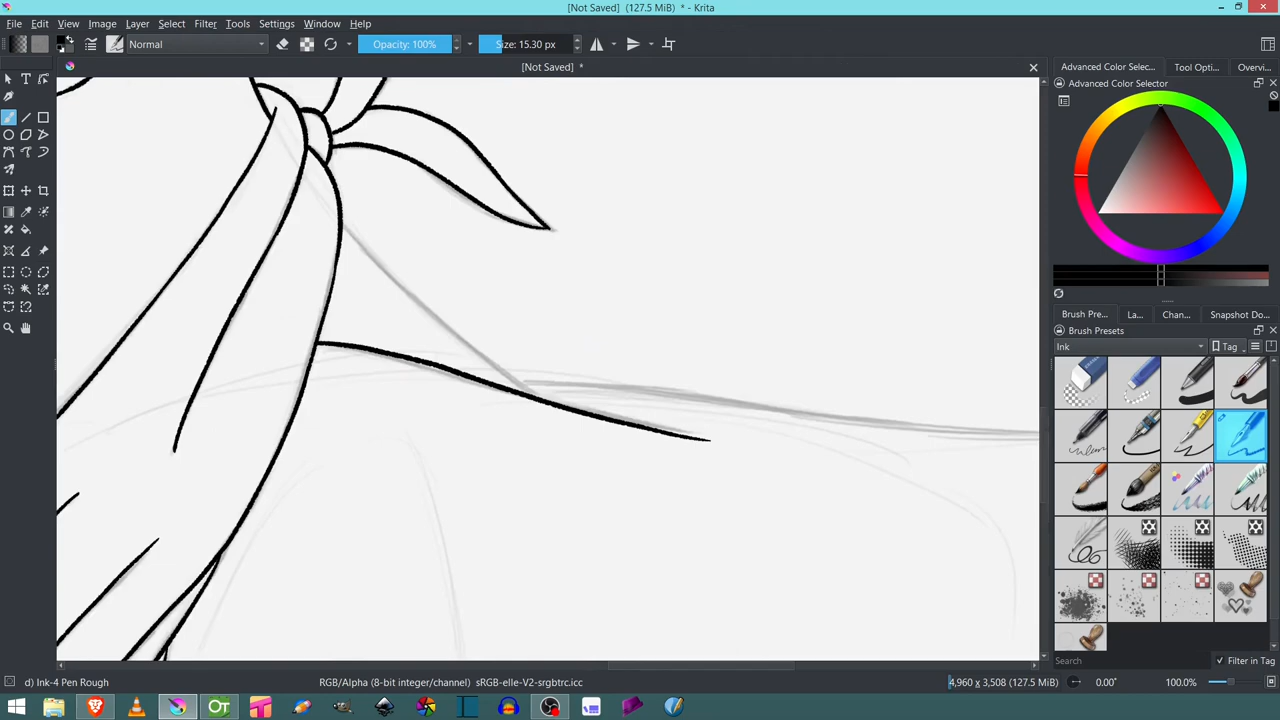 [Not Saved] (127.5 MiB) * - Krita
File Edit View Image Layer Select Filter Tools Settings Window Help
Normal Opacity: 100% Size: 15.30 px
[Not Saved] *
Advanced Color Selec... Tool Opti... Overvi...
Advanced Color Selector
Brush Pre... La... Chan... Snapshot Do...
Brush Presets
Ink Tag
Search Filter in Tag
d) Ink-4 Pen Rough RGB/Alpha (8-bit integer/channel) sRGB-elle-V2-srgbtrc.icc 4,960 x 3,508 (127.5 MiB) 0.00° 100.0%
OT